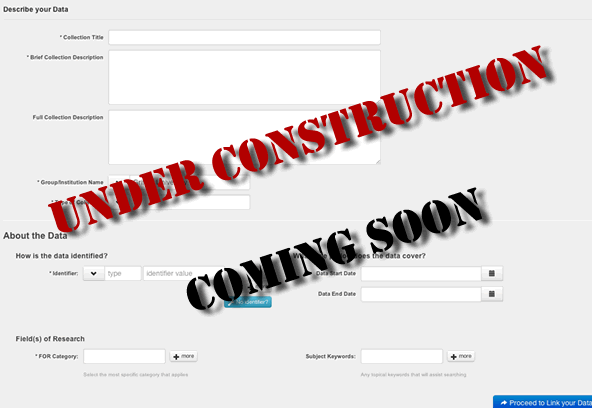 Describe your Data
* Collection Title
* Brief Collection Description
Full Collection Description
UNDER CONSTRUCTION
* Group/Institution Name
COMING SOON
About the Data
How is the data identified?
does the data cover?
* Identifier: type identifier value
Data Start Date
Data End Date
No identifier?
Field(s) of Research
* FOR Category: + more
Subject Keywords: + more
Select the most specific category that applies
Any topical keywords that will assist searching
Proceed to Link your Data